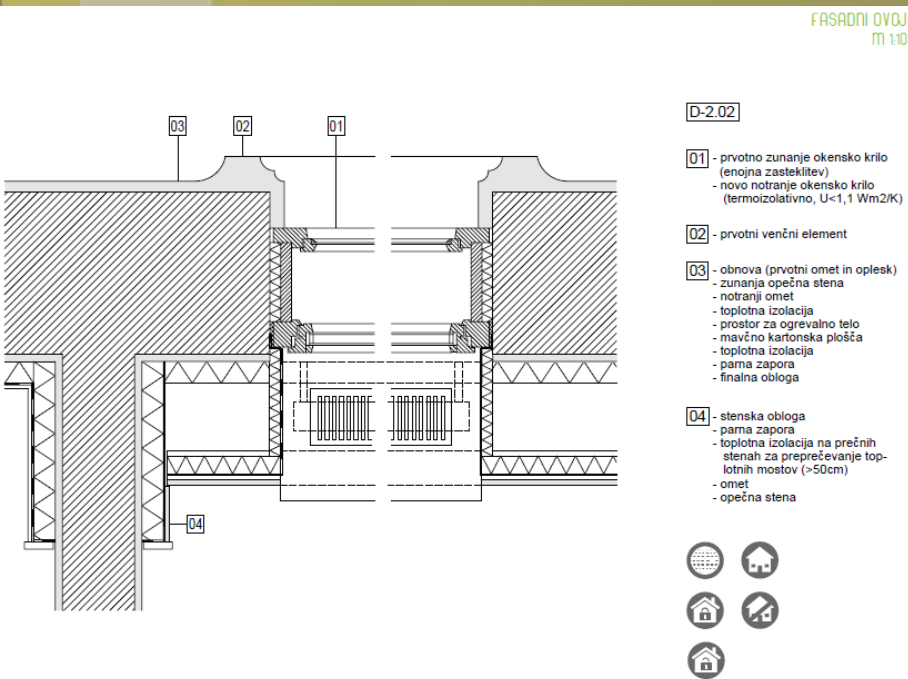 FASADNI OVOJ
M 1:10
03
02
01
04
D-2.02
01 - prvotno zunanje okensko krilo
(enojna zasteklitev)
- novo notranje okensko krilo
(termoizolativno, U<1,1 Wm2/K)
02 - prvotni venčni element
03 - obnova (prvotni omet in oplesk)
- zunanja opečna stena
- notranji omet
- toplotna izolacija
- prostor za ogrevalno telo
- mavčno kartonska plošča
- toplotna izolacija
- parna zapora
- finalna obloga
04 - stenska obloga
- parna zapora
- toplotna izolacija na prečnih
stenah za preprečevanje top-
lotnih mostov (>50cm)
- omet
- opečna stena